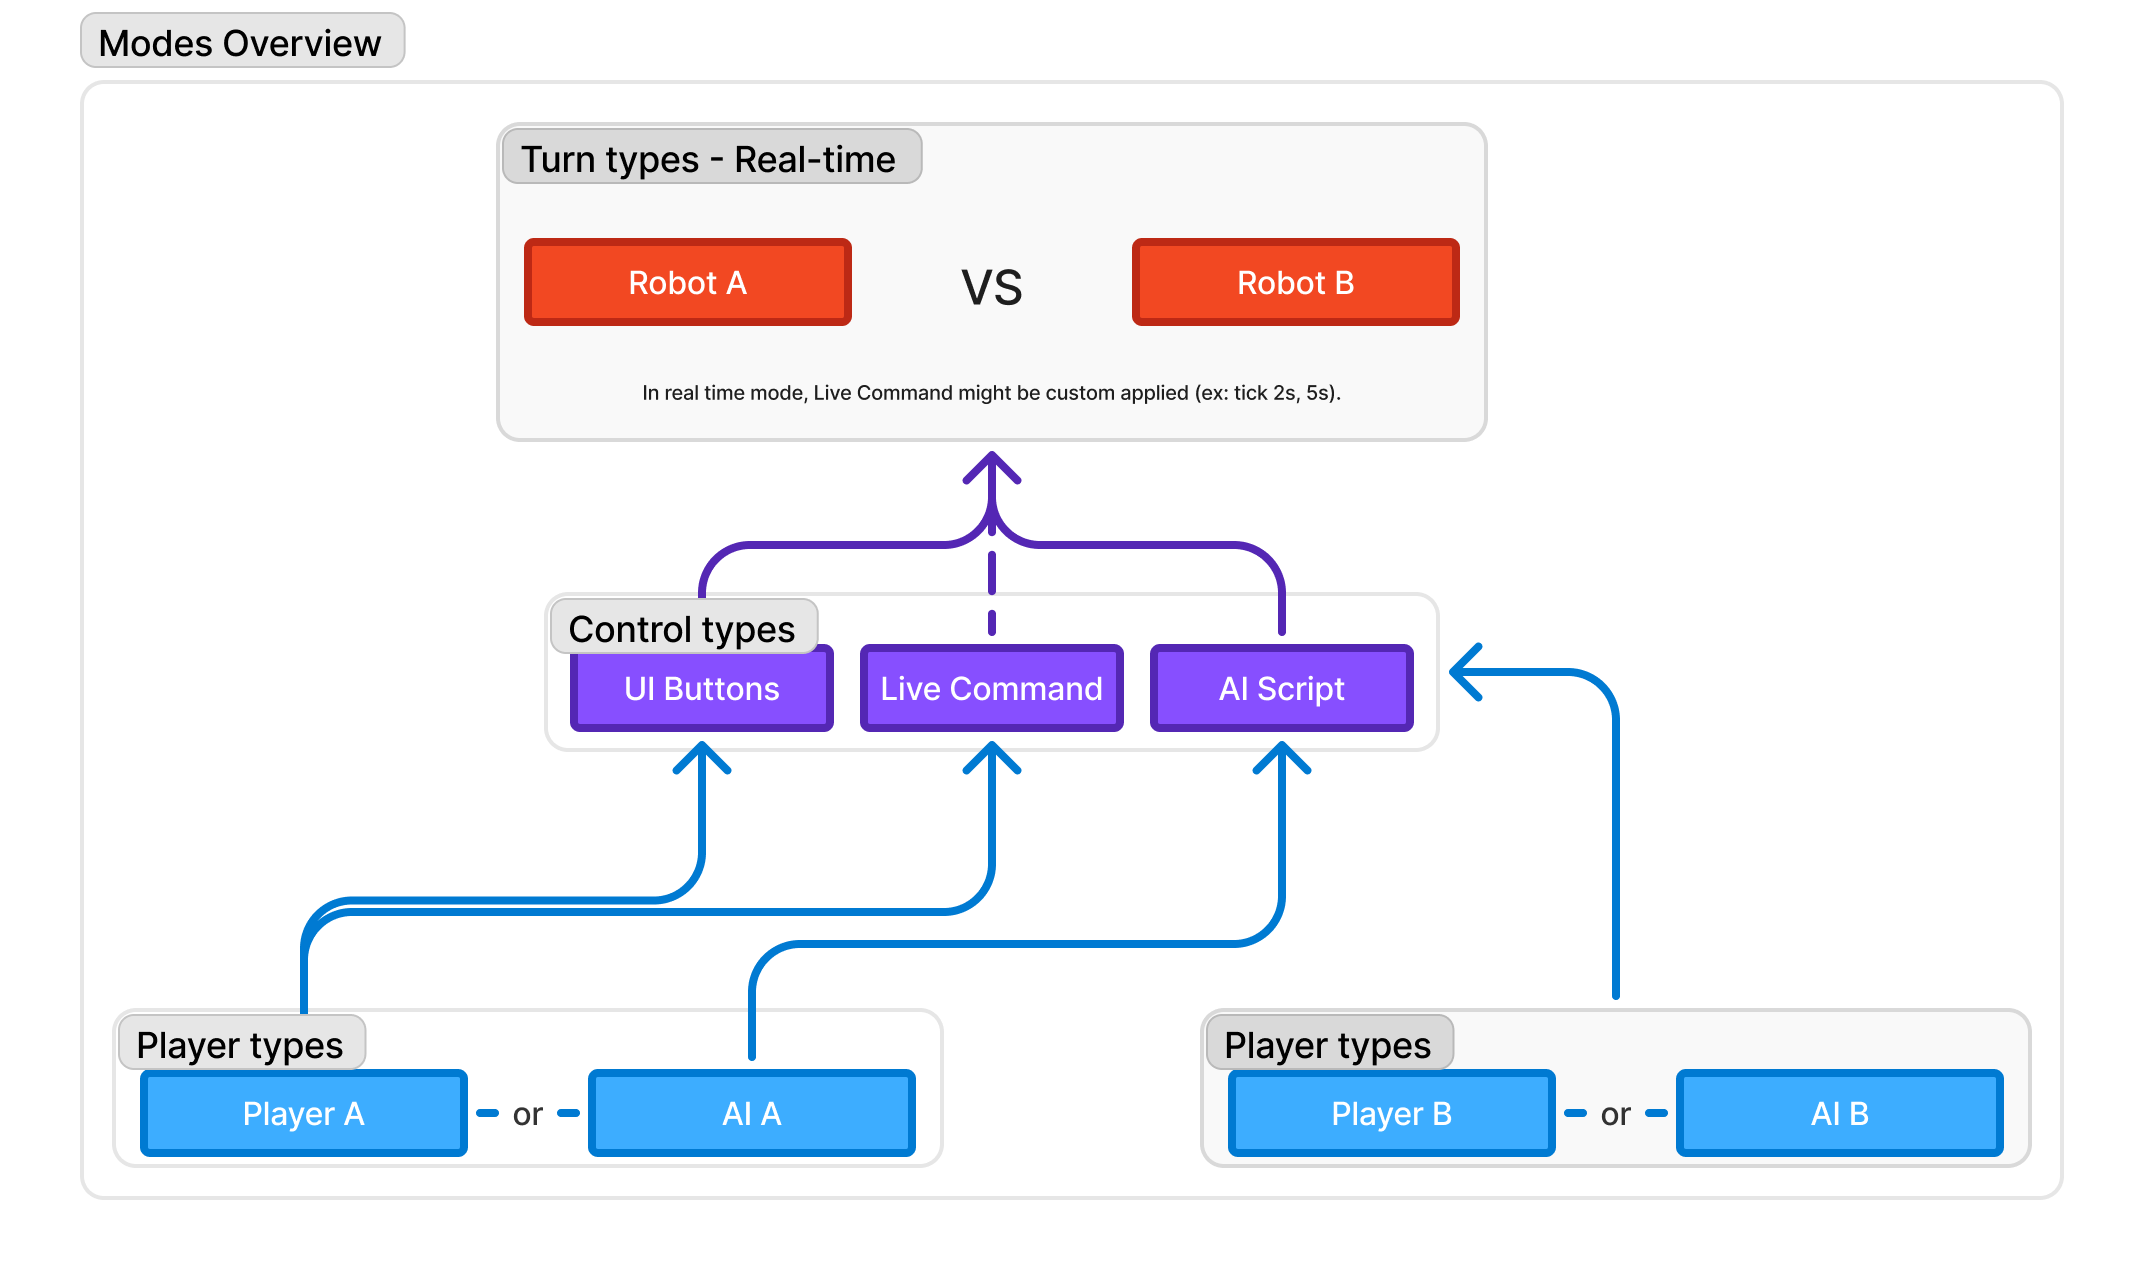 Modes Overview
Turn types - Real-time
Robot A
VS
Robot B
In real time mode, Live Command might be custom applied (ex: tick 2s, 5s).
Control types
UI Buttons
Live Command
AI Script
Player types
Player A
or
AI A
Player types
Player B
or
AI B